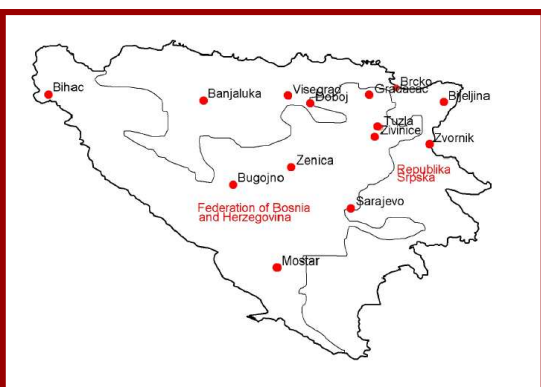 Brcko
Bihac
Banjaluka
Visegrad
Doboj
Gradacac
Bijeljina
Tuzla
Zivinice
Zvornik
Zenica
Republika
Srpska
Bugojno
Sarajevo
Federation of Bosnia
and Herzegovina
Mostar